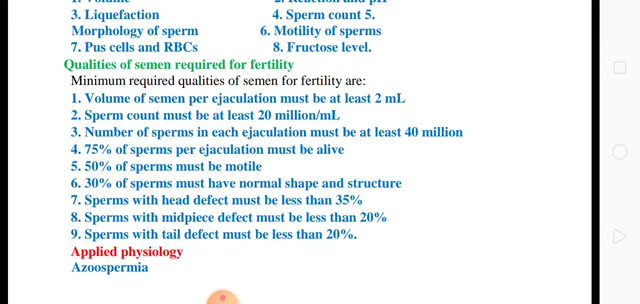 1. Volume 2. Reaction and pH
3. Liquefaction 4. Sperm count 5.
Morphology of sperm 6. Motility of sperms
7. Pus cells and RBCs 8. Fructose level.
Qualities of semen required for fertility
Minimum required qualities of semen for fertility are:
1. Volume of semen per ejaculation must be at least 2 mL
2. Sperm count must be at least 20 million/mL
3. Number of sperms in each ejaculation must be at least 40 million
4. 75% of sperms per ejaculation must be alive
5. 50% of sperms must be motile
6. 30% of sperms must have normal shape and structure
7. Sperms with head defect must be less than 35%
8. Sperms with midpiece defect must be less than 20%
9. Sperms with tail defect must be less than 20%.
Applied physiology
Azoospermia